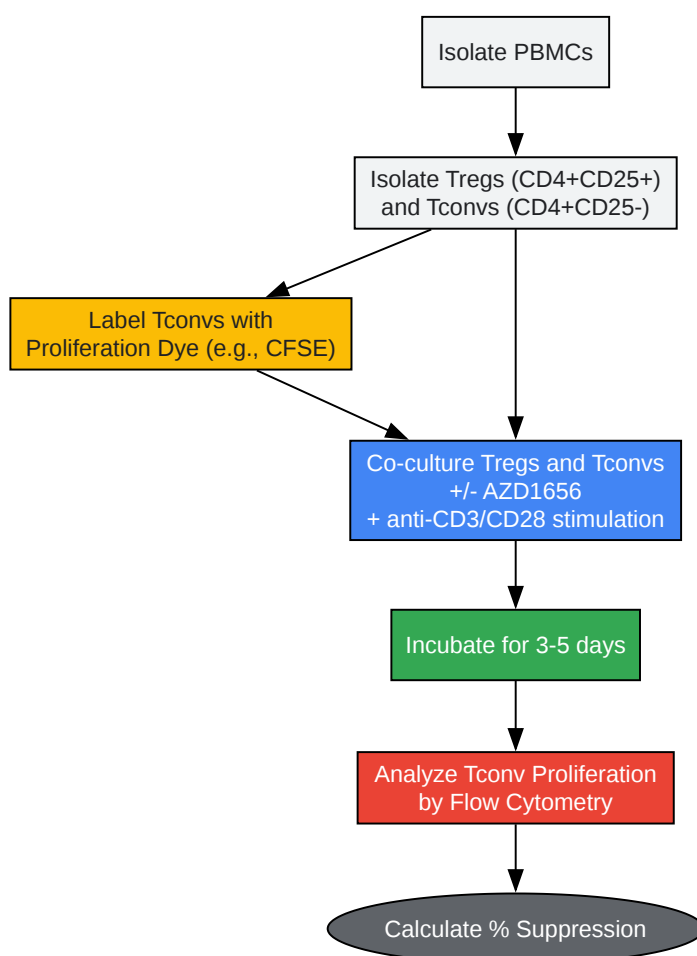 Isolate PBMCs
Isolate Tregs (CD4+CD25+)
and Tconvs (CD4+CD25-)
Label Tconvs with
Proliferation Dye (e.g., CFSE)
Co-culture Tregs and Tconvs
+/- AZD1656
+ anti-CD3/CD28 stimulation
Incubate for 3-5 days
Analyze Tconv Proliferation
by Flow Cytometry
Calculate % Suppression